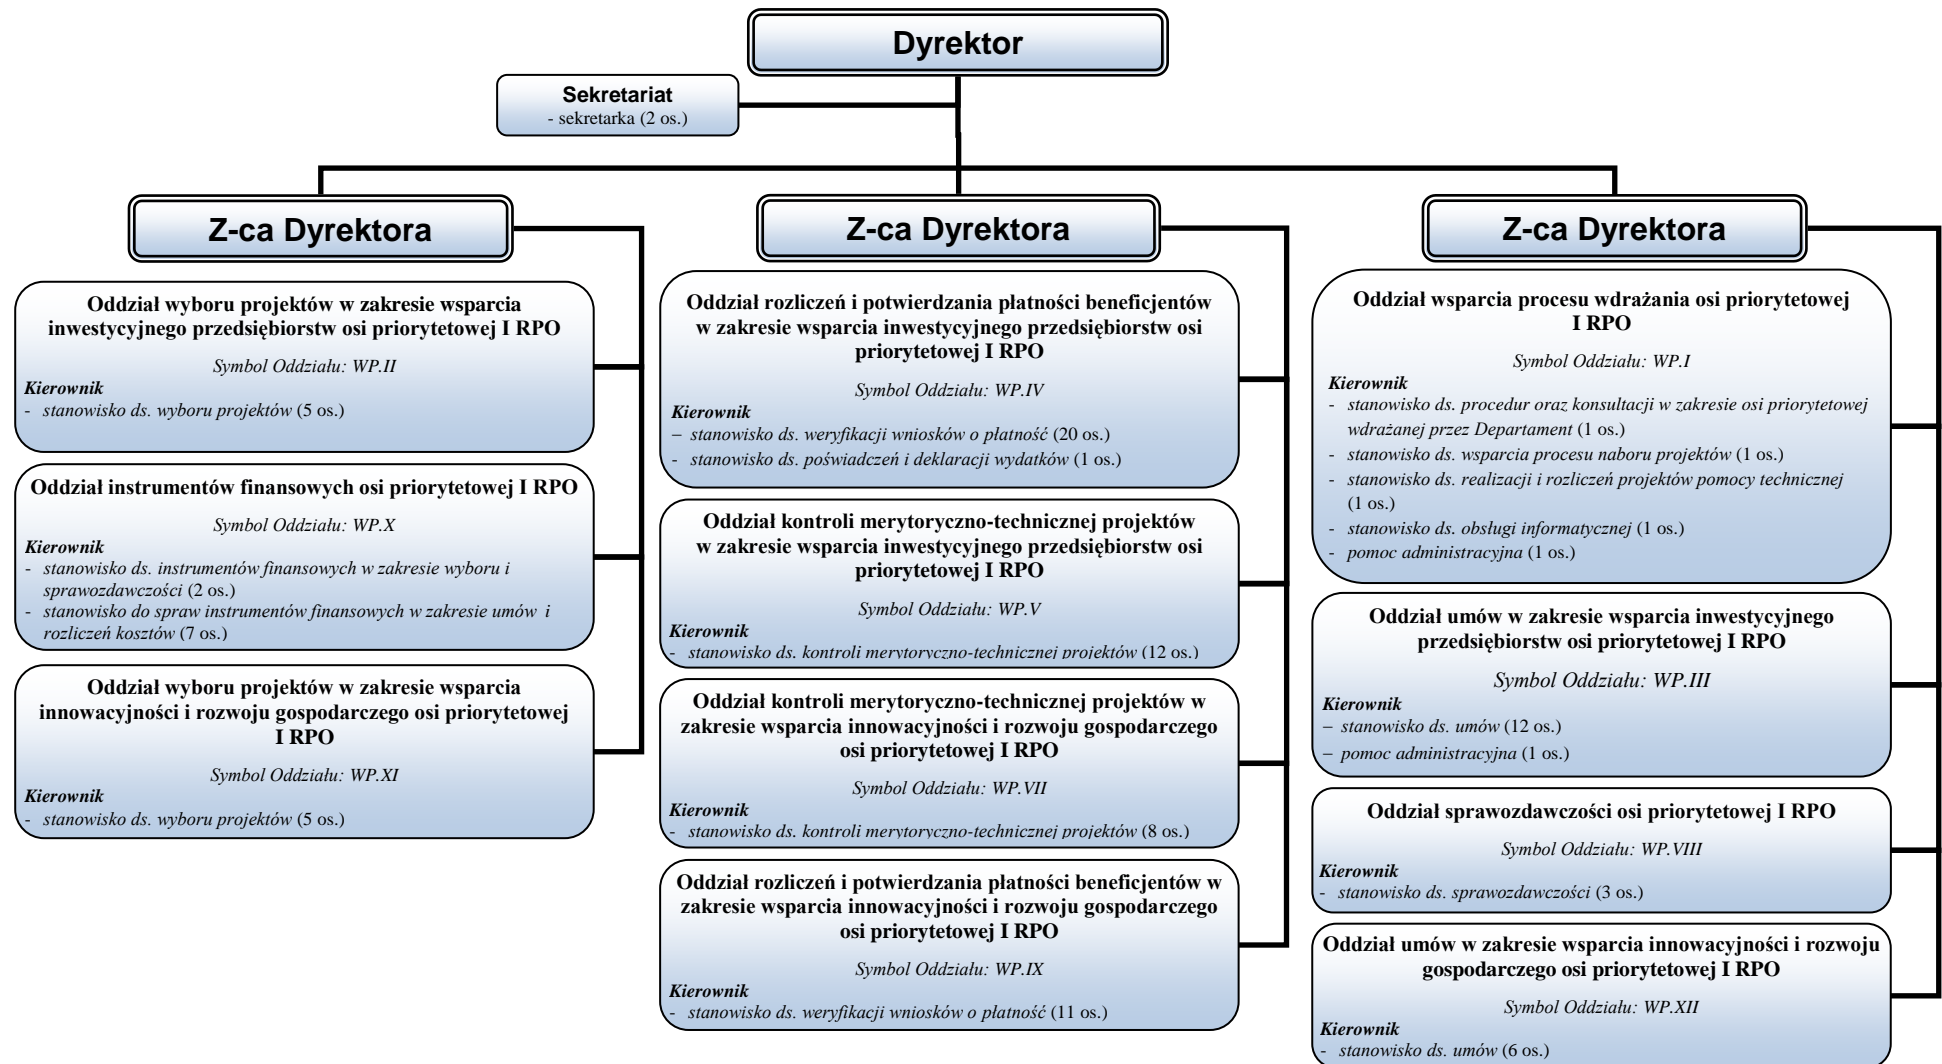 Dyrektor
Sekretariat
- sekretarka (2 os.)
Z-ca Dyrektora
Oddział wyboru projektów w zakresie wsparcia
inwestycyjnego przedsiębiorstw osi priorytetowej I RPO
Symbol Oddziału: WP.II
Kierownik
- stanowisko ds. wyboru projektów (5 os.)
Oddział instrumentów finansowych osi priorytetowej I RPO
Symbol Oddziału: WP.X
Kierownik
- stanowisko ds. instrumentów finansowych w zakresie wyboru i
sprawozdawczości (2 os.)
- stanowisko do spraw instrumentów finansowych w zakresie umów i
rozliczeń kosztów (7 os.)
Oddział wyboru projektów w zakresie wsparcia
innowacyjności i rozwoju gospodarczego osi priorytetowej
I RPO
Symbol Oddziału: WP.XI
Kierownik
- stanowisko ds. wyboru projektów (5 os.)
Z-ca Dyrektora
Oddział rozliczeń i potwierdzania płatności beneficjentów
w zakresie wsparcia inwestycyjnego przedsiębiorstw osi
priorytetowej I RPO
Symbol Oddziału: WP.IV
Kierownik
– stanowisko ds. weryfikacji wniosków o płatność (20 os.)
- stanowisko ds. poświadczeń i deklaracji wydatków (1 os.)
Oddział kontroli merytoryczno-technicznej projektów
w zakresie wsparcia inwestycyjnego przedsiębiorstw osi
priorytetowej I RPO
Symbol Oddziału: WP.V
Kierownik
- stanowisko ds. kontroli merytoryczno-technicznej projektów (12 os.)
Oddział kontroli merytoryczno-technicznej projektów w
zakresie wsparcia innowacyjności i rozwoju gospodarczego
osi priorytetowej I RPO
Symbol Oddziału: WP.VII
Kierownik
- stanowisko ds. kontroli merytoryczno-technicznej projektów (8 os.)
Oddział rozliczeń i potwierdzania płatności beneficjentów w
zakresie wsparcia innowacyjności i rozwoju gospodarczego
osi priorytetowej I RPO
Symbol Oddziału: WP.IX
Kierownik
- stanowisko ds. weryfikacji wniosków o płatność (11 os.)
Z-ca Dyrektora
Oddział wsparcia procesu wdrażania osi priorytetowej
I RPO
Symbol Oddziału: WP.I
Kierownik
- stanowisko ds. procedur oraz konsultacji w zakresie osi priorytetowej
wdrażanej przez Departament (1 os.)
- stanowisko ds. wsparcia procesu naboru projektów (1 os.)
- stanowisko ds. realizacji i rozliczeń projektów pomocy technicznej
(1 os.)
- stanowisko ds. obsługi informatycznej (1 os.)
- pomoc administracyjna (1 os.)
Oddział umów w zakresie wsparcia inwestycyjnego
przedsiębiorstw osi priorytetowej I RPO
Symbol Oddziału: WP.III
Kierownik
– stanowisko ds. umów (12 os.)
– pomoc administracyjna (1 os.)
Oddział sprawozdawczości osi priorytetowej I RPO
Symbol Oddziału: WP.VIII
Kierownik
- stanowisko ds. sprawozdawczości (3 os.)
Oddział umów w zakresie wsparcia innowacyjności i rozwoju
gospodarczego osi priorytetowej I RPO
Symbol Oddziału: WP.XII
Kierownik
- stanowisko ds. umów (6 os.)